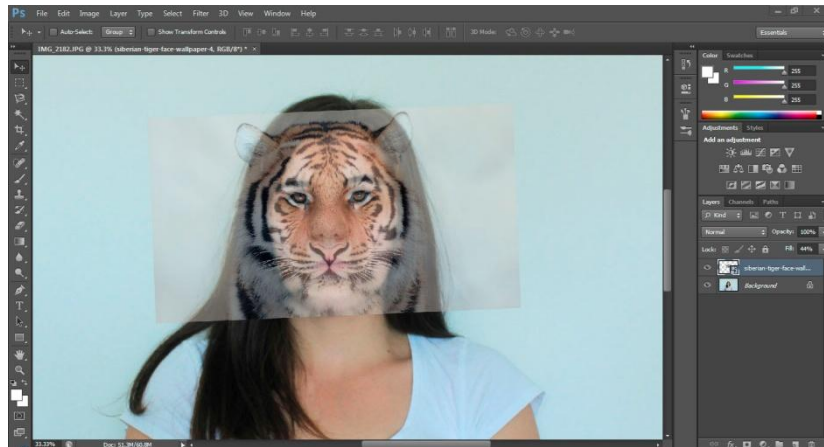 Ps File Edit Image Layer Type Select Filter 3D View Window Help
Auto-Select: Group Show Transform Controls 3D Mode: Essentials
IMG_2182.JPG @ 33.3% (siberian-tiger-face-wallpaper-4, RGB/8*) * ×
Color Swatches
R 255
G 255
B 255
Adjustments Styles
Add an adjustment
Layers Channels Paths
Kind
Normal Opacity: 100%
Lock: Fill: 44%
siberian-tiger-face-wall...
Background
33.33% Doc: 51.3M/60.8M